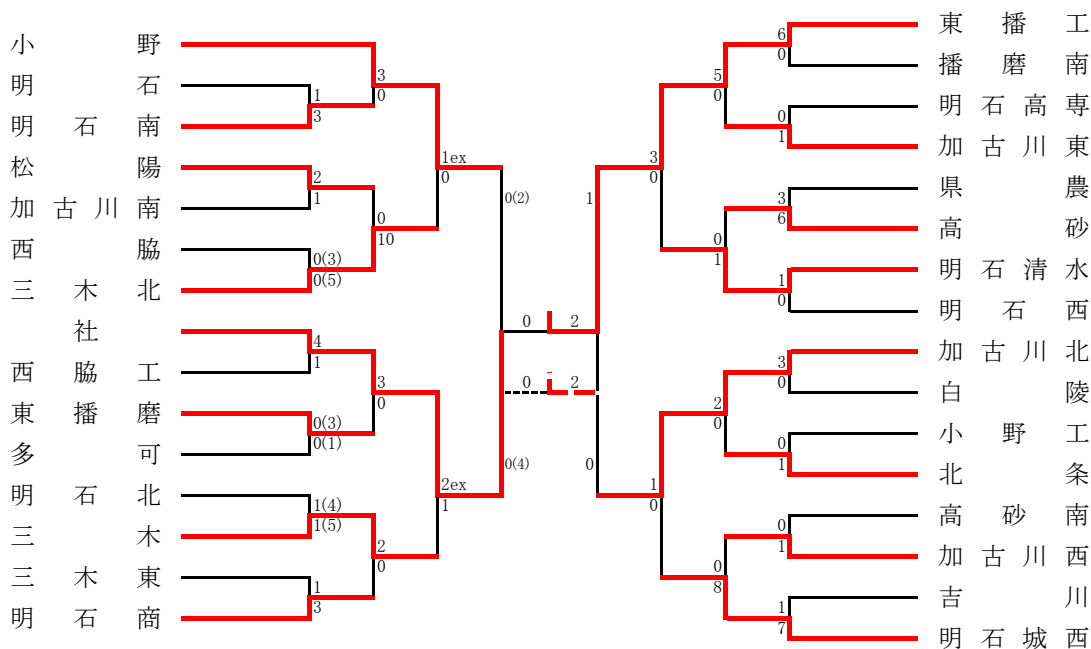 小野
明石
明石南
松陽
加古川南
西脇
三木北
社
西脇工
東播磨
多可
明石北
三木
三木東
明石商
1
3
2
1
0(3)
0(5)
4
1
0(3)
0(1)
1(4)
1(5)
1
3
3
0
0
10
3
0
2
0
1ex
0
2ex
1
0(2)
0(4)
0 2
0 2
1
0
3
0
1
0
5
0
0
1
2
0
0
8
6
0
0
1
3
6
1
0
3
0
0
1
0
1
1
7
東播工
播磨南
明石高専
加古川東
県農
高砂
明石清水
明石西
加古川北
白陵
小野工
北条
高砂南
加古川西
吉川
明石城西